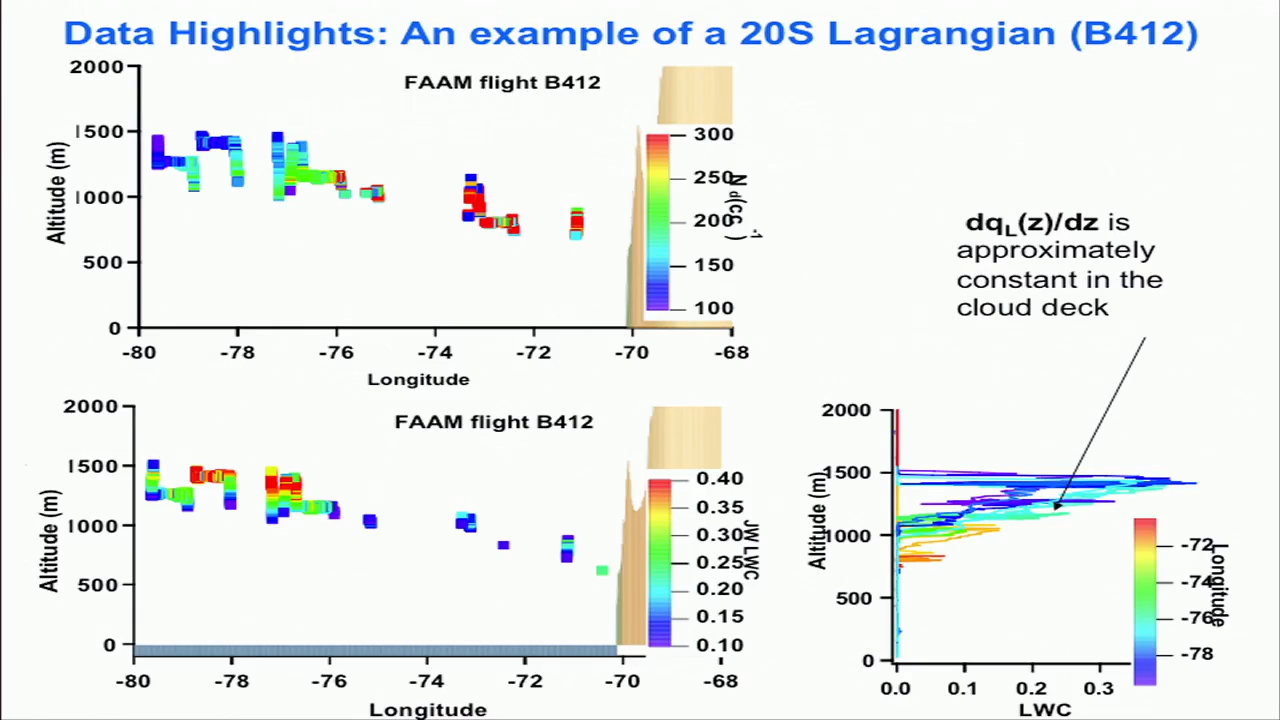 Data Highlights: An example of a 20S Lagrangian (B412)
FAAM flight B412
2000
1500
1000
500
0
Altitude (m)
-80 -78 -76 -74 -72 -70 -68
Longitude
300
250
200
150
100
Nd(cc-1)
dqL(z)/dz is
approximately
constant in the
cloud deck
FAAM flight B412
2000
1500
1000
500
0
Altitude (m)
-80 -78 -76 -74 -72 -70 -68
Longitude
0.40
0.35
0.30
0.25
0.20
0.15
0.10
JW LWC
2000
1500
1000
500
0
Altitude (m)
0.0 0.1 0.2 0.3
LWC
-72
-74
-76
-78
Longitude